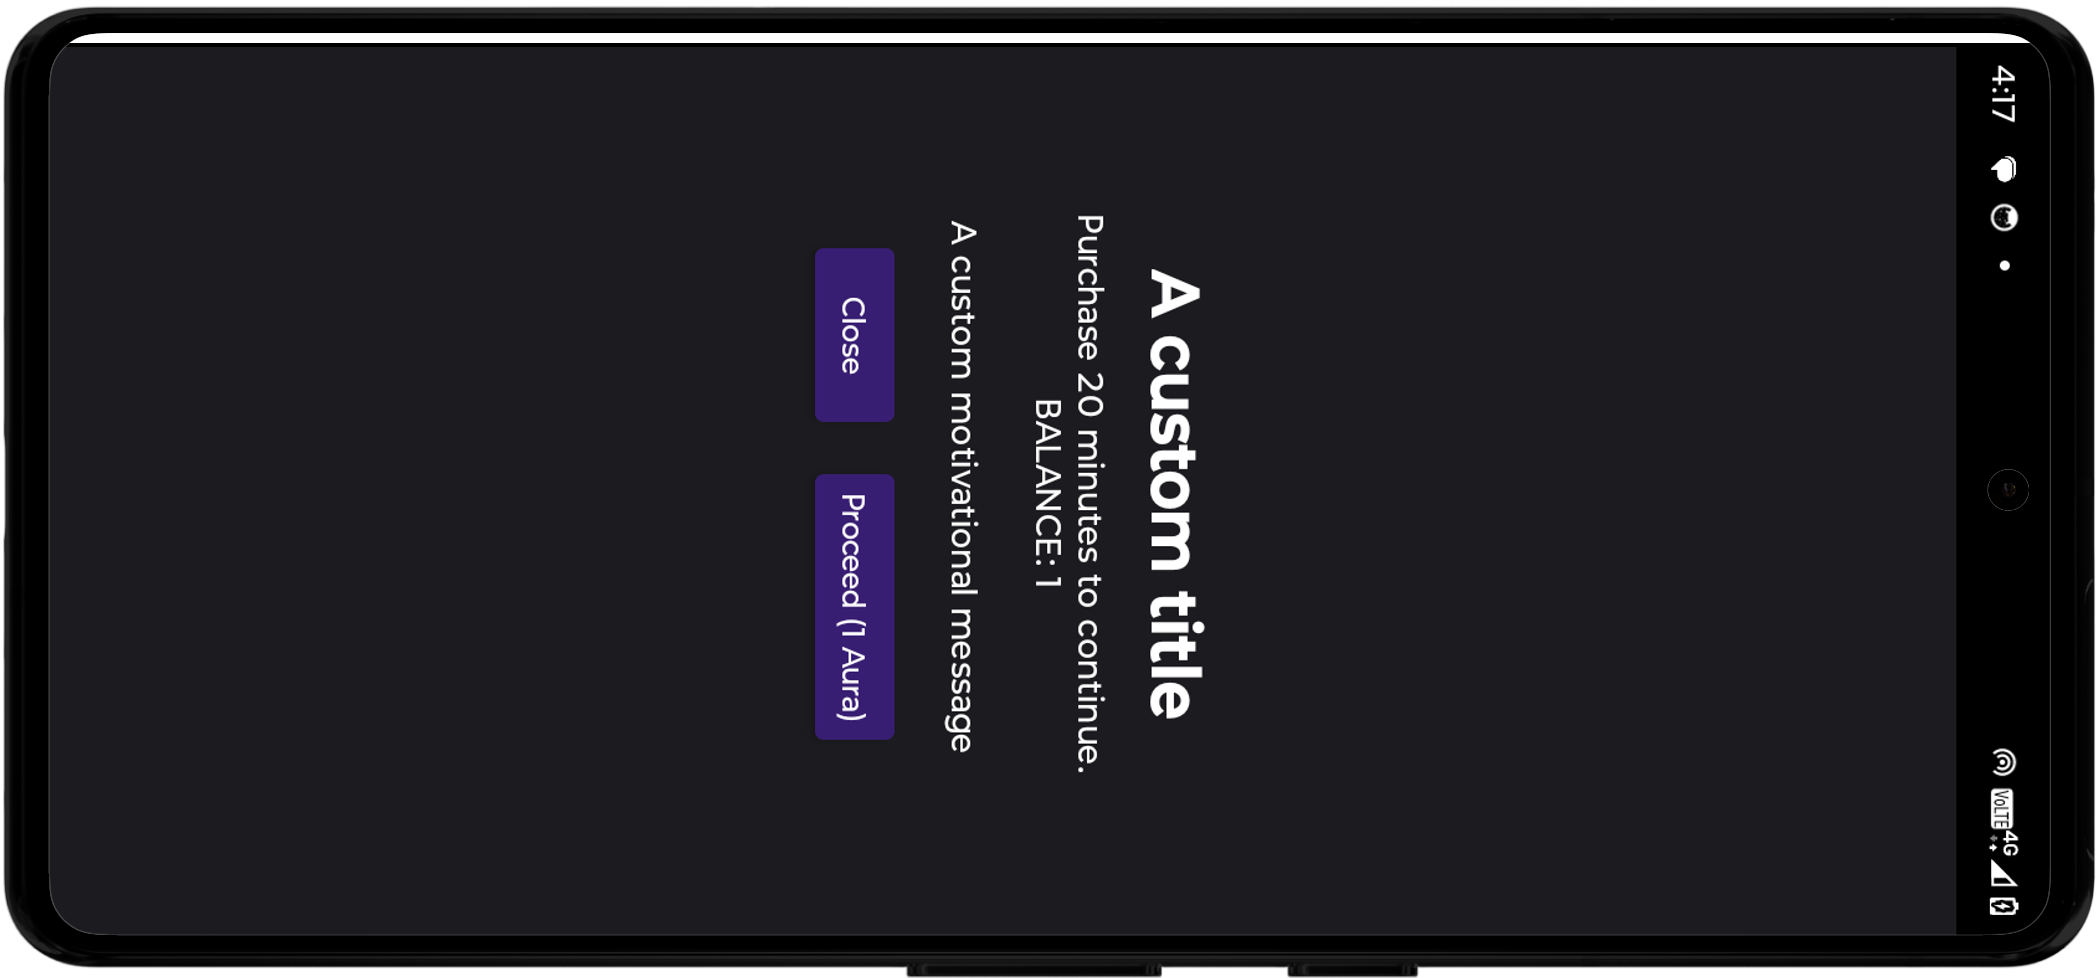 4:17
VoLTE 4G
A custom title
Purchase 20 minutes to continue.
BALANCE: 1
A custom motivational message
Close
Proceed (1 Aura)